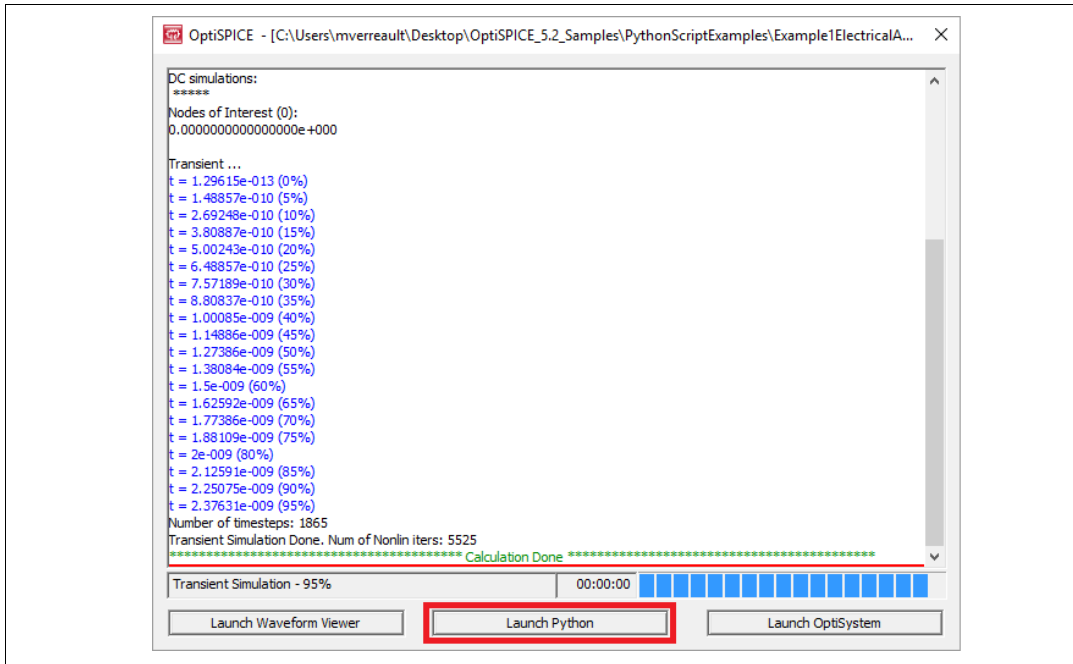 OptiSPICE - [C:\Users\mverreault\Desktop\OptiSPICE_5.2_Samples\PythonScriptExamples\Example1ElectricalA...
DC simulations:
*****
Nodes of Interest (0):
0.0000000000000000e+000
Transient ...
t = 1.29615e-013 (0%)
t = 1.48857e-010 (5%)
t = 2.69248e-010 (10%)
t = 3.80887e-010 (15%)
t = 5.00243e-010 (20%)
t = 6.48857e-010 (25%)
t = 7.57189e-010 (30%)
t = 8.80837e-010 (35%)
t = 1.00085e-009 (40%)
t = 1.14886e-009 (45%)
t = 1.27386e-009 (50%)
t = 1.38084e-009 (55%)
t = 1.5e-009 (60%)
t = 1.62592e-009 (65%)
t = 1.77386e-009 (70%)
t = 1.88109e-009 (75%)
t = 2e-009 (80%)
t = 2.12591e-009 (85%)
t = 2.25075e-009 (90%)
t = 2.37631e-009 (95%)
Number of timesteps: 1865
Transient Simulation Done. Num of Nonlin iters: 5525
****************************************** Calculation Done ******************************************
Transient Simulation - 95% 00:00:00
Launch Waveform Viewer Launch Python Launch OptiSystem